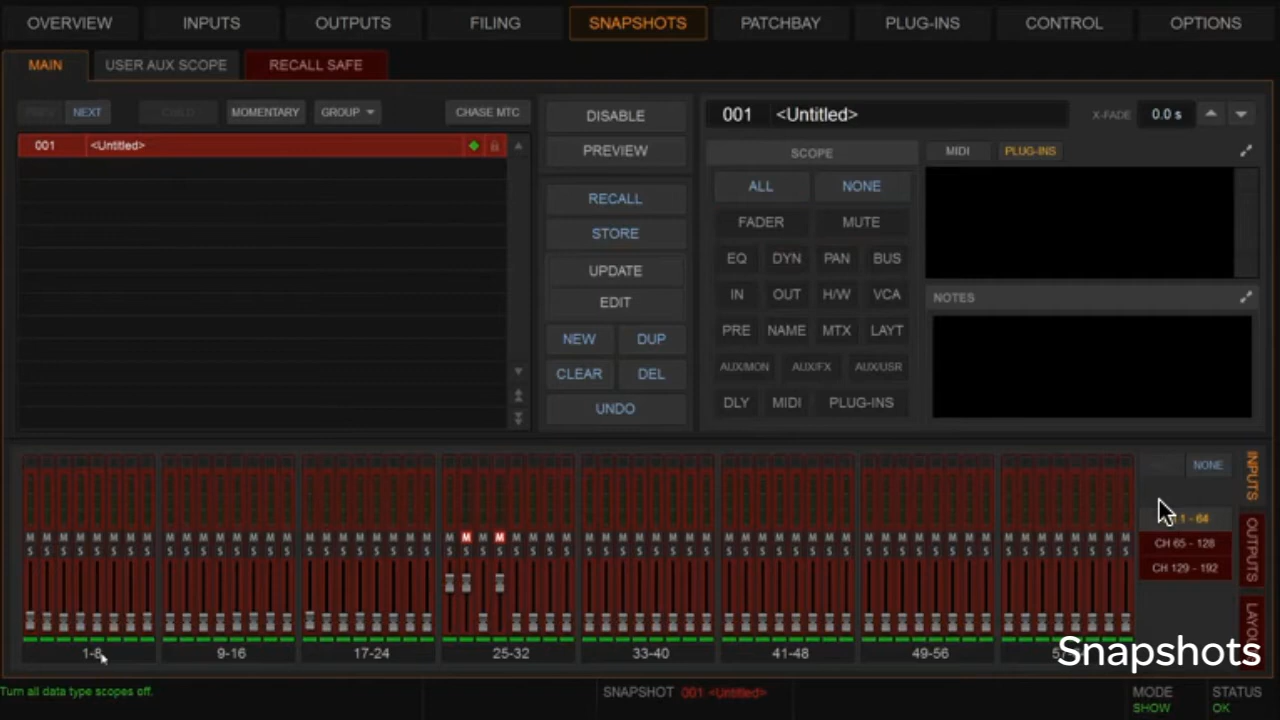 OVERVIEW INPUTS OUTPUTS FILING SNAPSHOTS PATCHBAY PLUG-INS CONTROL OPTIONS
MAIN USER AUX SCOPE RECALL SAFE
PREV NEXT CHILD MOMENTARY GROUP CHASE MTC
001 <Untitled>
DISABLE
PREVIEW
RECALL
STORE
UPDATE
EDIT
NEW DUP
CLEAR DEL
UNDO
001 <Untitled> X-FADE 0.0 s
SCOPE
ALL NONE
FADER MUTE
EQ DYN PAN BUS
IN OUT H/W VCA
PRE NAME MTX LAYT
AUX/MON AUX/FX AUX/USR
DLY MIDI PLUG-INS
MIDI PLUG-INS
NOTES
NONE
1 - 64
CH 65 - 128
CH 129 - 192
INPUTS
OUTPUTS
1-8 9-16 17-24 25-32 33-40 41-48 49-56
Snapshots
Turn all data type scopes off.
SNAPSHOT 001 <Untitled>
MODE
SHOW
STATUS
OK